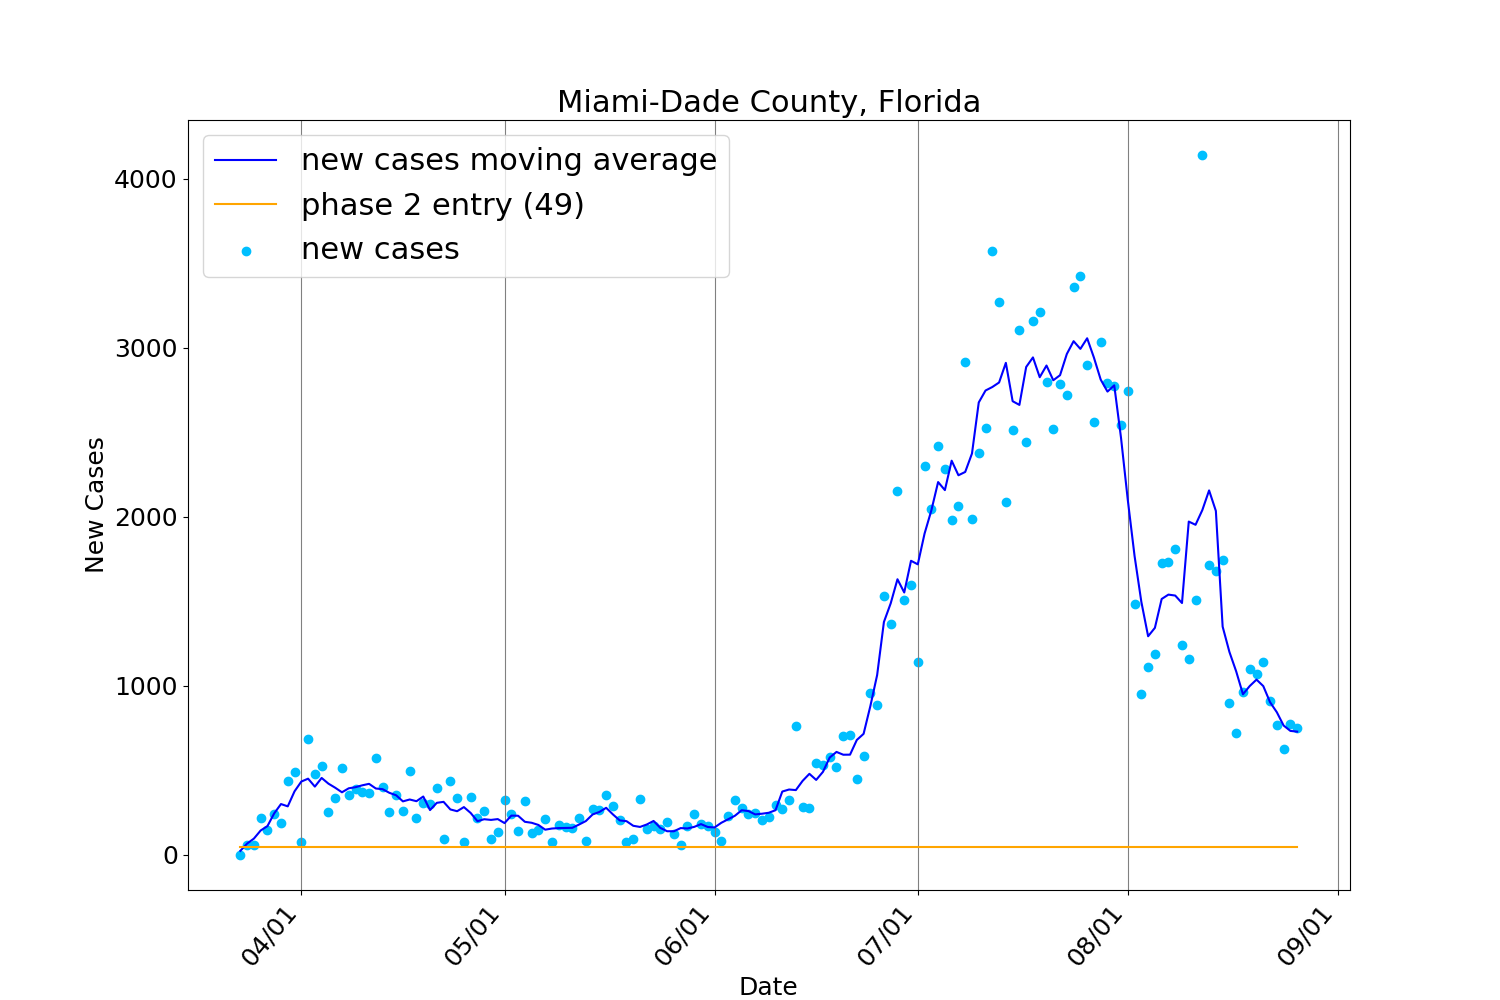 Miami-Dade County, Florida
new cases moving average
phase 2 entry (49)
new cases
4000
3000
2000
1000
0
New Cases
04/01
05/01
06/01
07/01
08/01
09/01
Date